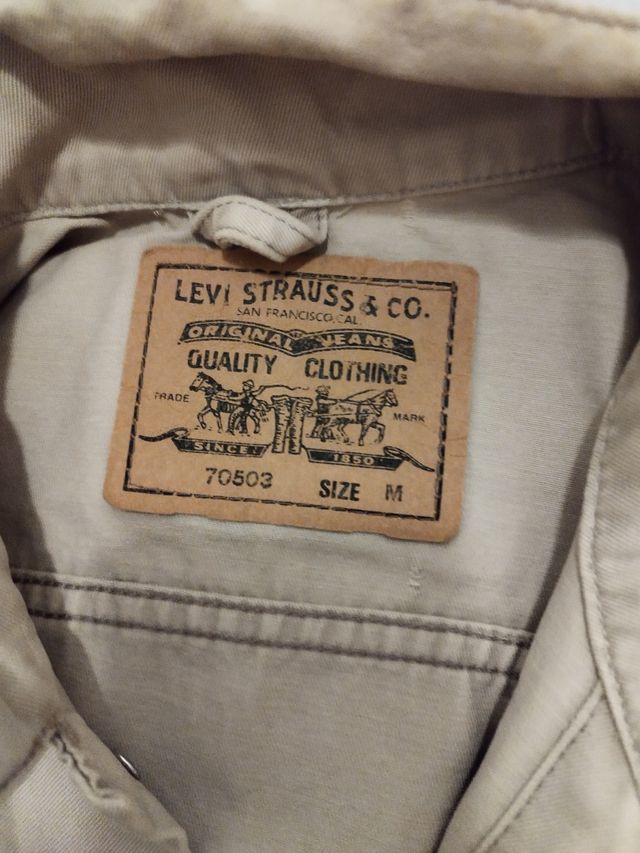 LEVI STRAUSS & CO.
SAN FRANCISCO, CAL
ORIGINAL JEANS
QUALITY CLOTHING
TRADE MARK
SINCE 1850
70503 SIZE M